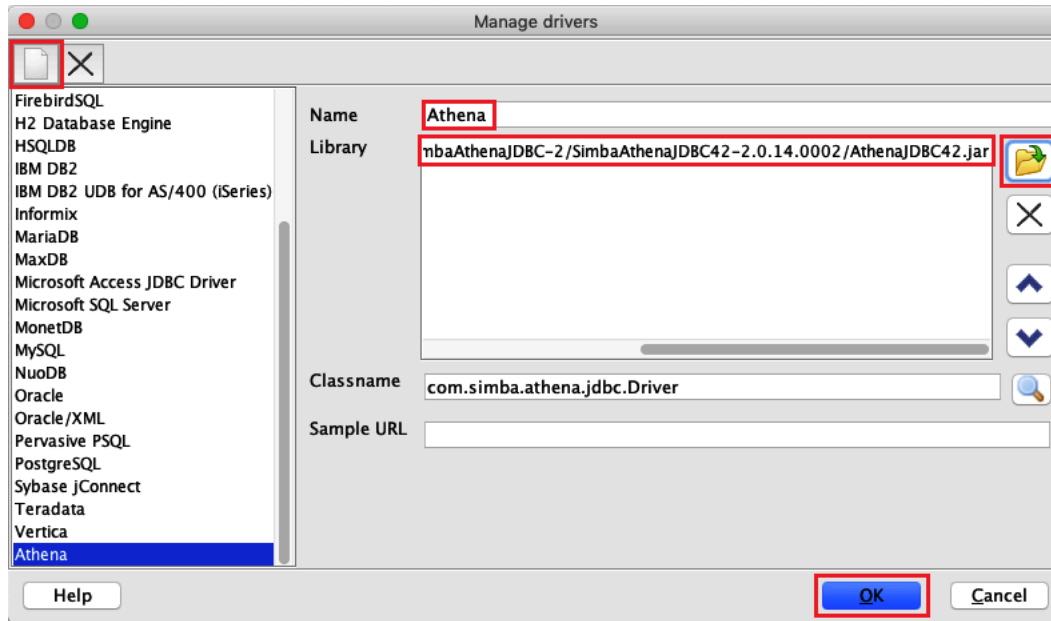 Manage drivers
FirebirdSQL
H2 Database Engine
HSQLDB
IBM DB2
IBM DB2 UDB for AS/400 (iSeries)
Informix
MariaDB
MaxDB
Microsoft Access JDBC Driver
Microsoft SQL Server
MonetDB
MySQL
NuoDB
Oracle
Oracle/XML
Pervasive PSQL
PostgreSQL
Sybase jConnect
Teradata
Vertica
Athena
Name
Athena
Library
mbaAthenaJDBC-2/SimbaAthenaJDBC42-2.0.14.0002/AthenaJDBC42.jar
Classname
com.simba.athena.jdbc.Driver
Sample URL
Help
OK
Cancel